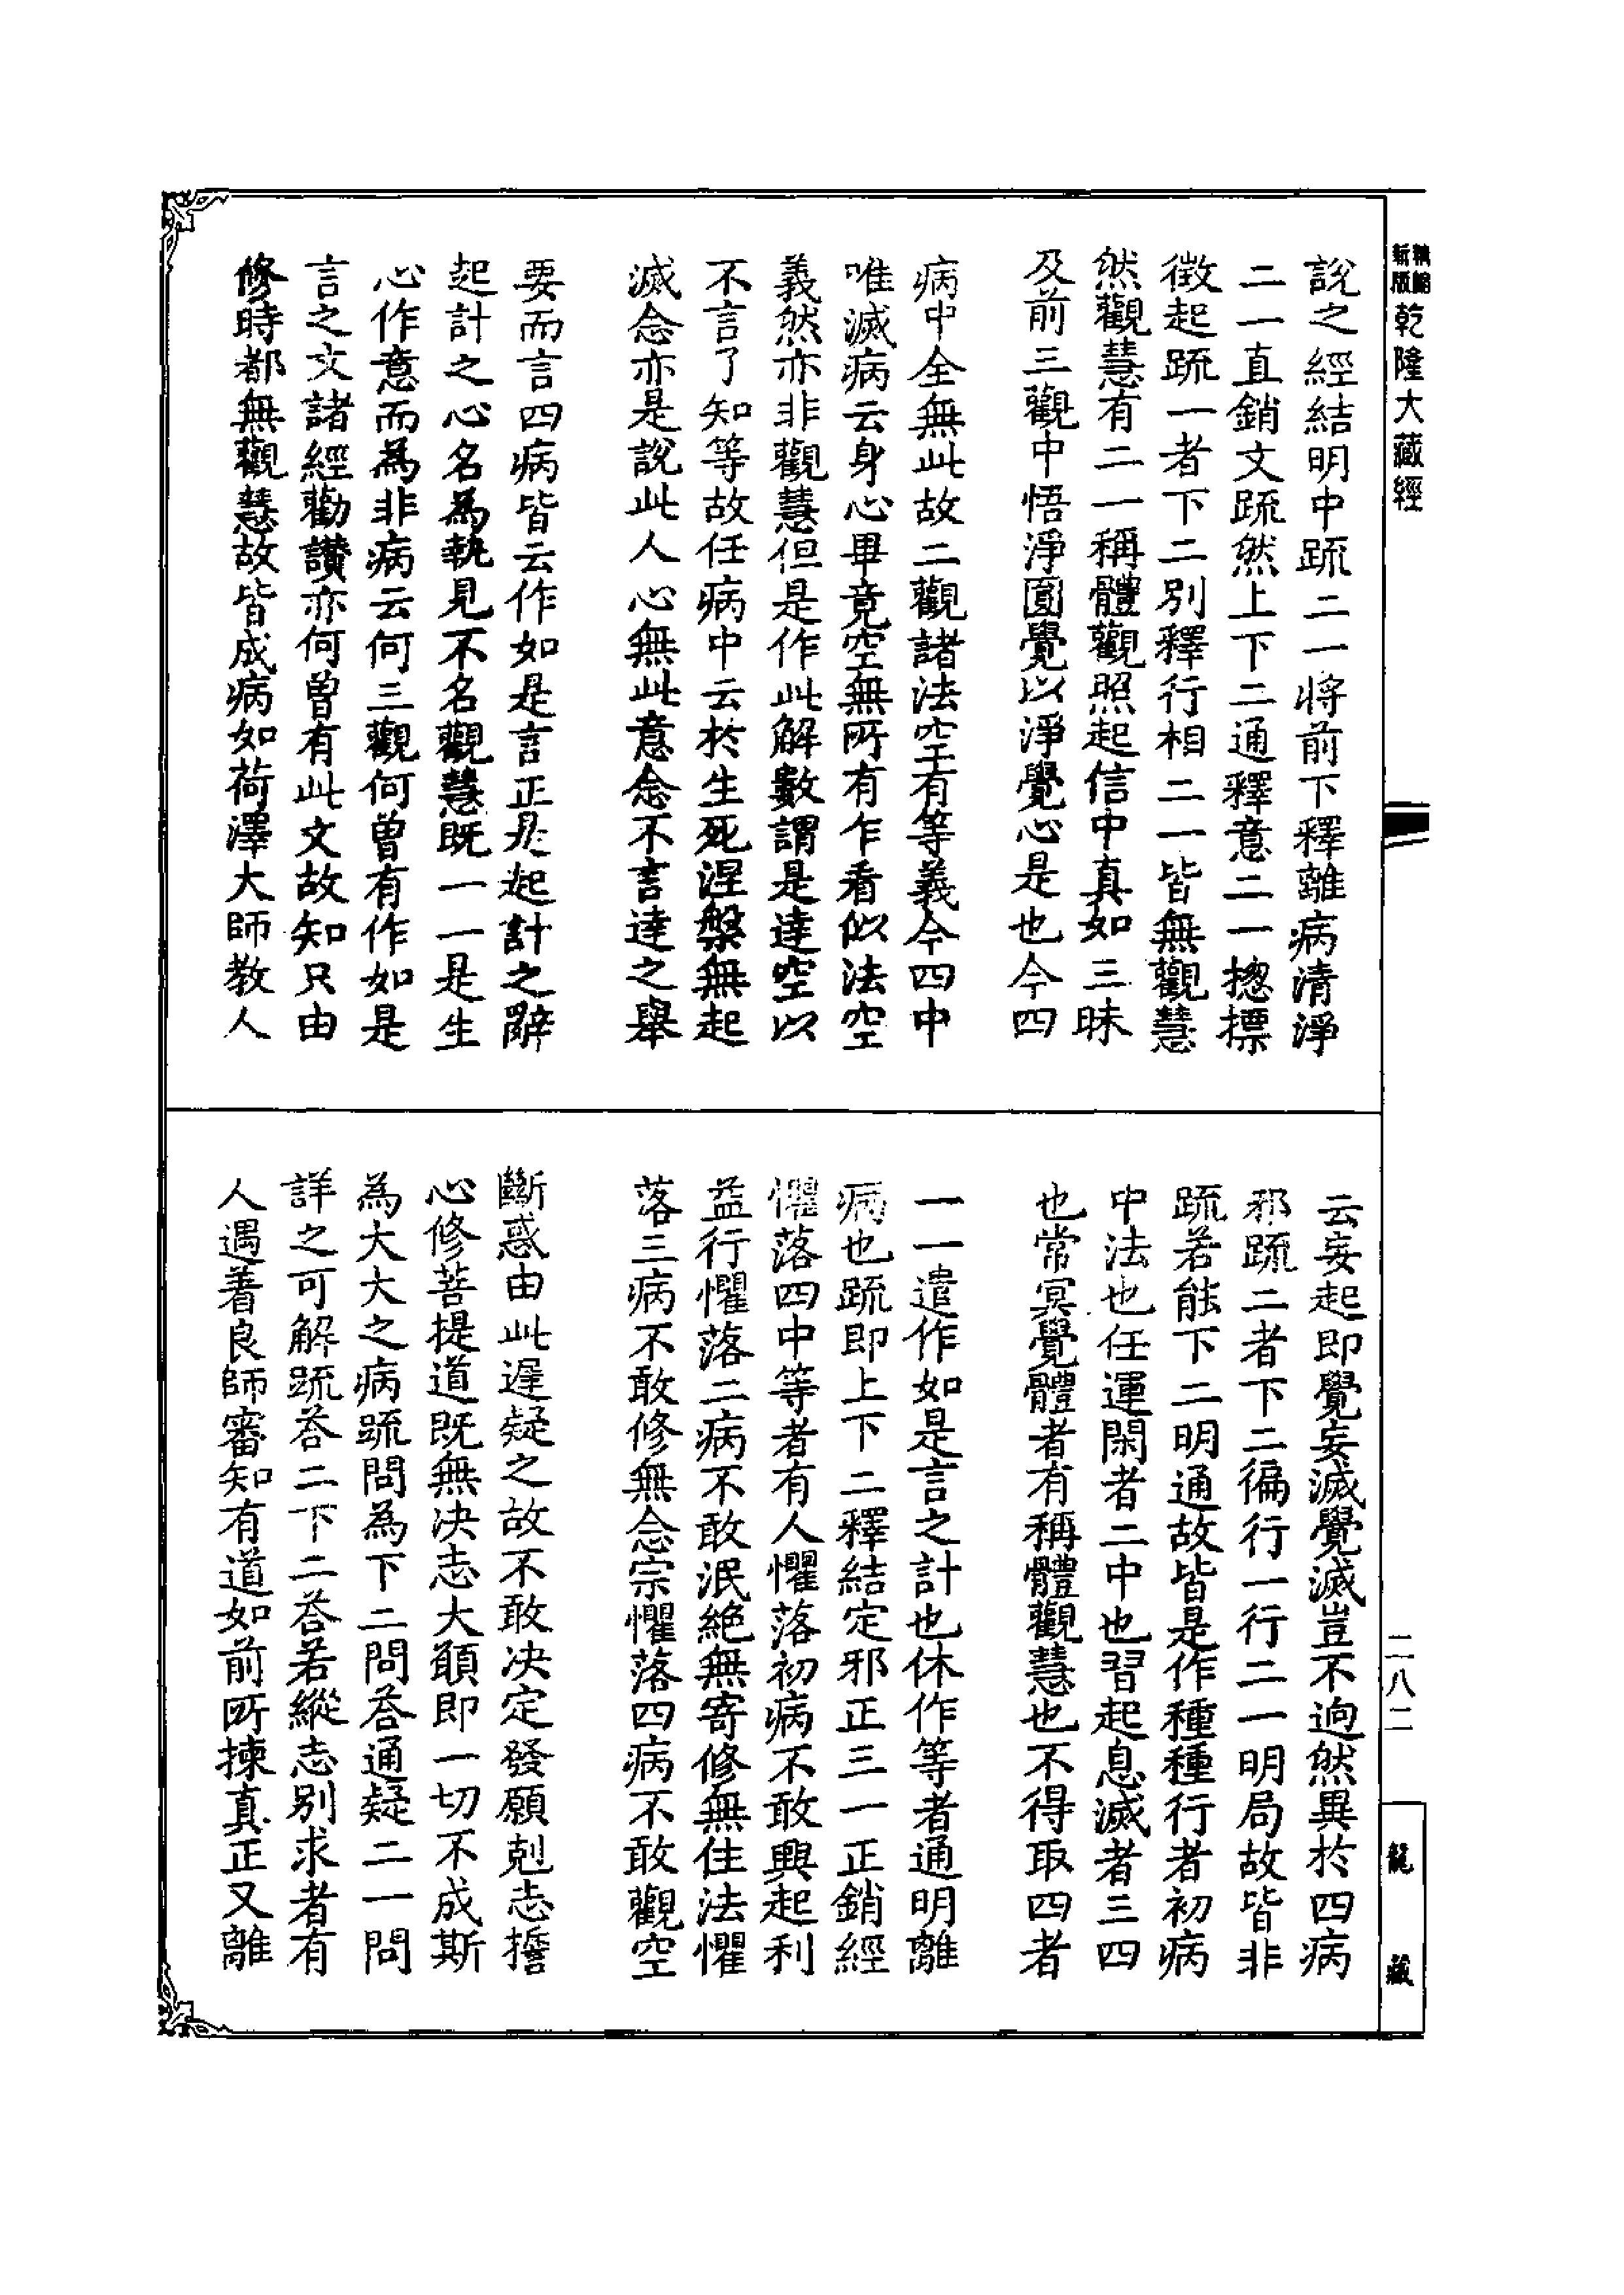 乾隆大藏經
說之經結明中䟽二一將前下釋離病清淨
二一直銷文䟽然上下二通釋意二一揔摽
徵起䟽一者下二別釋行相二一皆無觀慧
然觀慧有二一稱體觀照起信中真如三昧
及前三觀中悟淨圓覺以淨覺心是也今四
病中全無此故二觀諸法空有等義今四中
唯滅病云身心畢竟空無所有乍看似法空
義然亦非觀慧但是作此解數謂是達空以
不言了知等故任病中云於生死涅槃無起
滅念亦是說此人心無此意念不言達之舉
要而言四病皆云作如是言正是起計之辭
起計之心名為執見不名觀慧既一一是生
心作意而為非病云何三觀何曾有作如是
言之文諸經勸讚亦何曾有此文故知只由
修時都無觀慧故皆成病如荷澤大師教人
云妄起即覺妄滅覺滅豈不逈然異於四病
邪䟽二者下二徧行一行二一明局故皆非
䟽若能下二明通故皆是作種種行者初病
中法也任運閑者二中也習起息滅者三四
也常冥覺體者有稱體觀慧也不得取四者
一一遣作如是言之計也休作等者通明離
病也䟽即上下二釋結定邪正三一正銷經
懼落四中等者有人懼落初病不敢興起利
益行懼落二病不敢泯絶無寄修無住法懼
落三病不敢修無念宗懼落四病不敢觀空
斷惑由此遲疑之故不敢決定發願剋志擔
心修菩提道既無決志大願即一切不成斯
為大大之病䟽問為下二問荅通疑二一問
詳之可解䟽荅二下二荅若縱志別求者有
人遇着良師審知有道如前所揀真正又離
二八二
龍藏